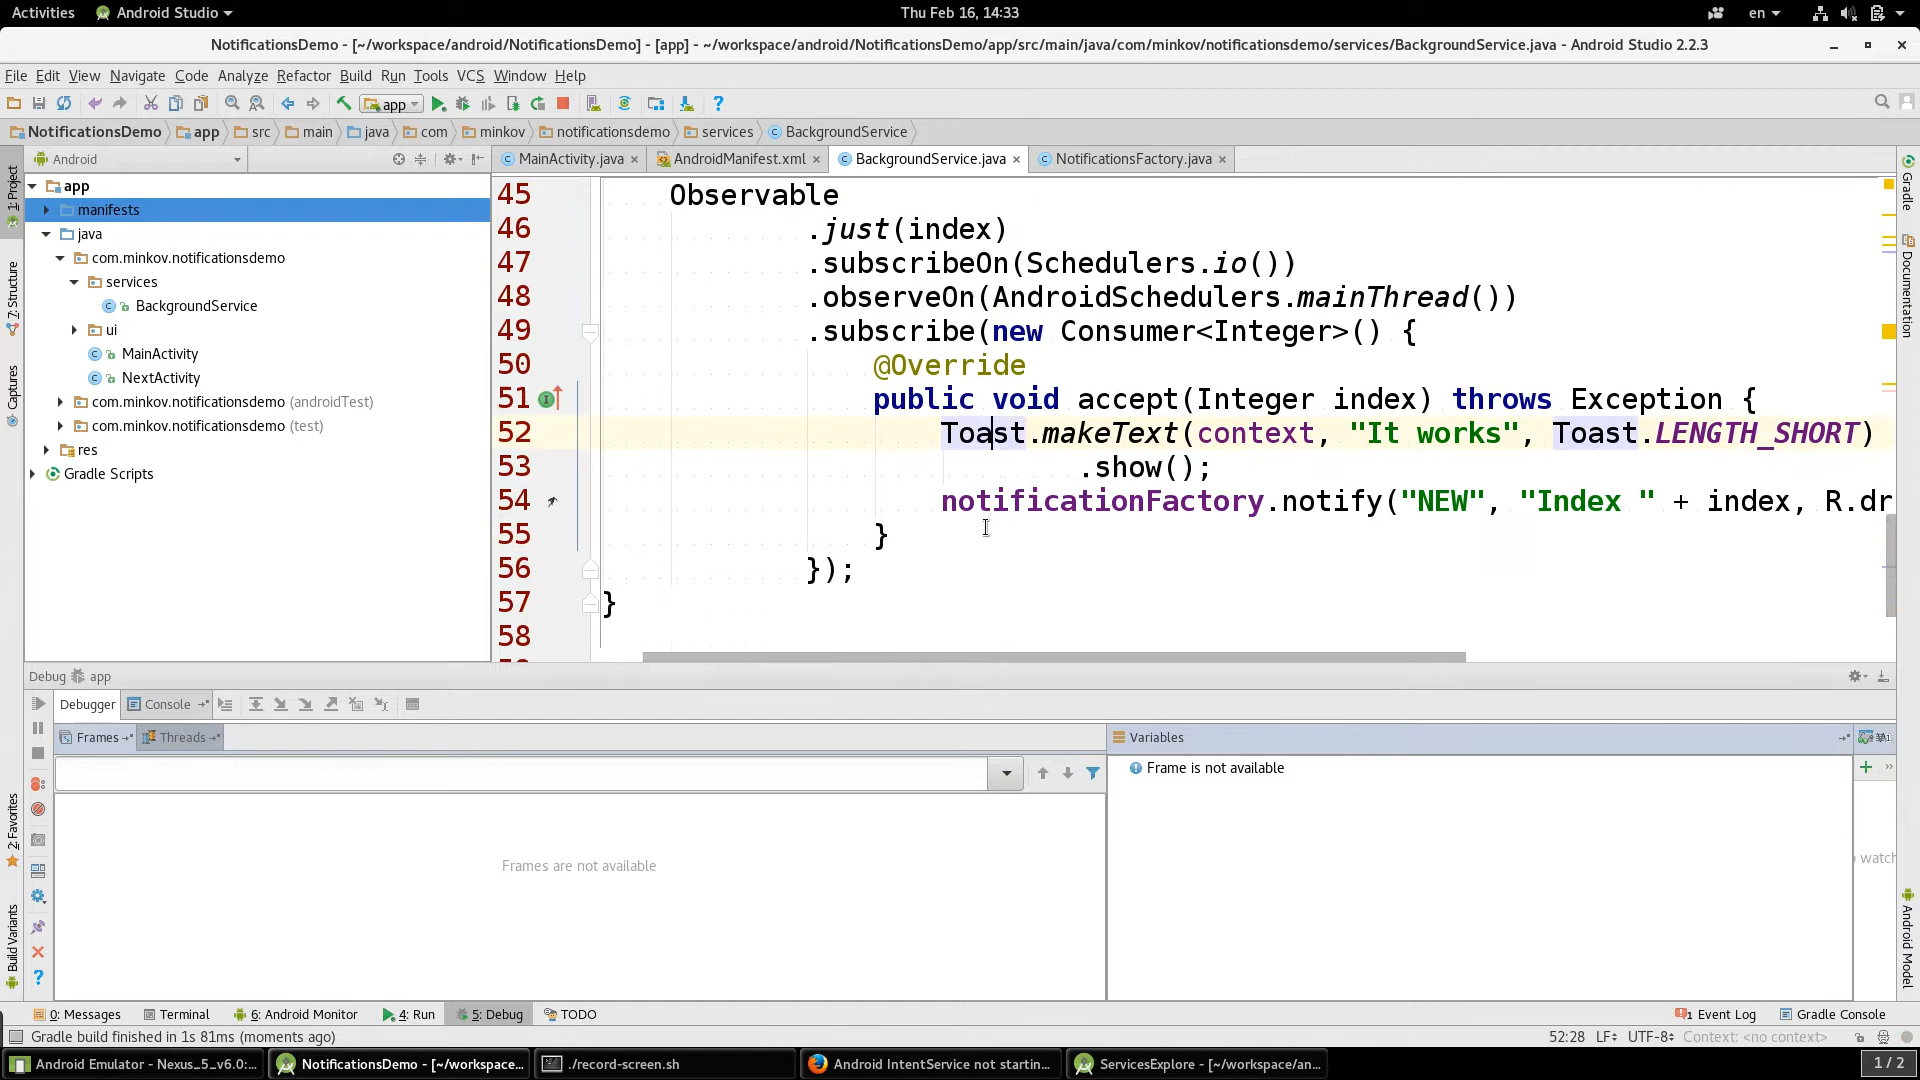 Activities Android Studio Thu Feb 16, 14:33 en
NotificationsDemo - [~/workspace/android/NotificationsDemo] - [app] - ~/workspace/android/NotificationsDemo/app/src/main/java/com/minkov/notificationsdemo/services/BackgroundService.java - Android Studio 2.2.3
File Edit View Navigate Code Analyze Refactor Build Run Tools VCS Window Help
app
NotificationsDemo app src main java com minkov notificationsdemo services BackgroundService
Android MainActivity.java AndroidManifest.xml BackgroundService.java NotificationsFactory.java
1: Project
7: Structure
Captures
2: Favorites
Build Variants
app
manifests
java
com.minkov.notificationsdemo
services
BackgroundService
ui
MainActivity
NextActivity
com.minkov.notificationsdemo (androidTest)
com.minkov.notificationsdemo (test)
res
Gradle Scripts
45 Observable
46 .just(index)
47 .subscribeOn(Schedulers.io())
48 .observeOn(AndroidSchedulers.mainThread())
49 .subscribe(new Consumer<Integer>() {
50 @Override
51 public void accept(Integer index) throws Exception {
52 Toast.makeText(context, "It works", Toast.LENGTH_SHORT)
53 .show();
54 notificationFactory.notify("NEW", "Index " + index, R.dr
55 }
56 });
57 }
58
Gradle
Documentation
Android Model
Debug app
Debugger Console
Frames Threads Variables
Frame is not available
Frames are not available
watch
0: Messages Terminal 6: Android Monitor 4: Run 5: Debug TODO 1 Event Log Gradle Console
Gradle build finished in 1s 81ms (moments ago) 52:28 LF UTF-8 Context: <no context>
Android Emulator - Nexus_5_v6.0:... NotificationsDemo - [~/workspace... ./record-screen.sh Android IntentService not startin... ServicesExplore - [~/workspace/an... 1 / 2